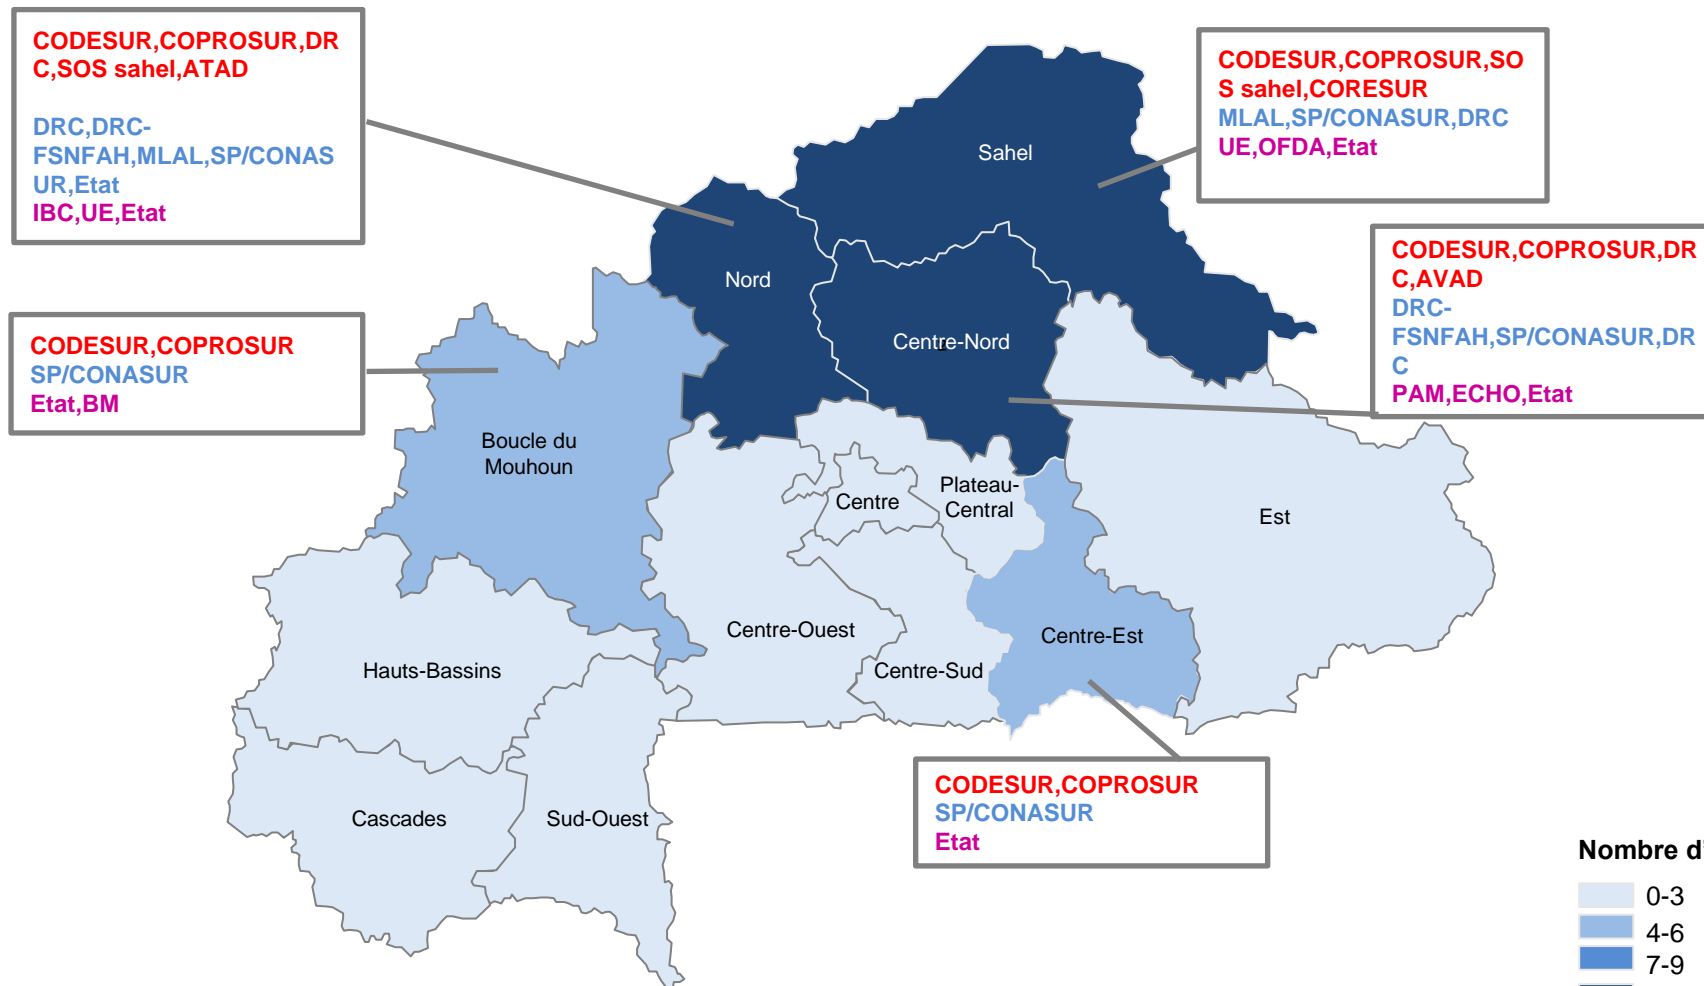 CODESUR,COPROSUR,DR
C,SOS sahel,ATAD
DRC,DRC-
FSNFAH,MLAL,SP/CONAS
UR,Etat
IBC,UE,Etat
CODESUR,COPROSUR,SO
S sahel,CORESUR
MLAL,SP/CONASUR,DRC
UE,OFDA,Etat
CODESUR,COPROSUR,DR
C,AVAD
DRC-
FSNFAH,SP/CONASUR,DR
C
PAM,ECHO,Etat
CODESUR,COPROSUR
SP/CONASUR
Etat,BM
Sahel
Nord
Centre-Nord
Boucle du
Mouhoun
Plateau-
Central
Centre
Est
Centre-Ouest
Centre-Est
Hauts-Bassins
Centre-Sud
Cascades
Sud-Ouest
CODESUR,COPROSUR
SP/CONASUR
Etat
Nombre d'
0-3
4-6
7-9